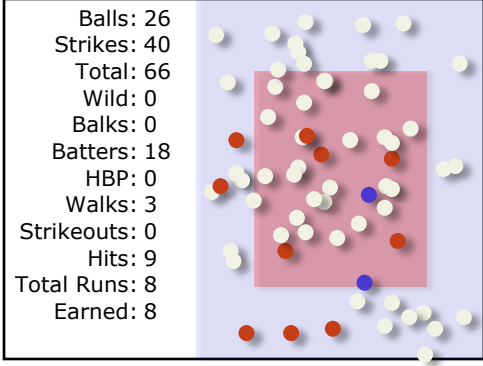 Balls: 26
Strikes: 40
Total: 66
Wild: 0
Balks: 0
Batters: 18
HBP: 0
Walks: 3
Strikeouts: 0
Hits: 9
Total Runs: 8
Earned: 8